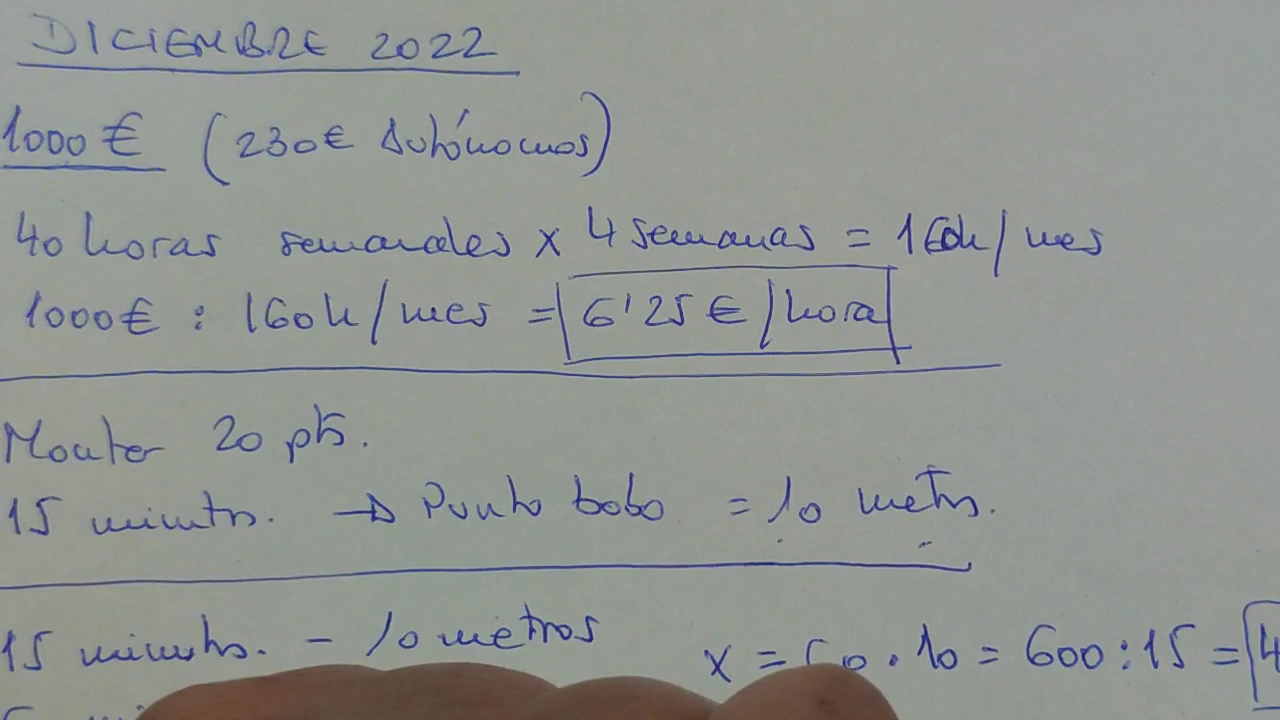 DICIEMBRE 2022
1000 € (230€ Autónomos)
40 horas semanales x 4 semanas = 160h/mes
1000€ : 160h/mes = 6'25 €/hora
Montar 20 pts.
15 minutos. → Punto bobo = 10 metros.
15 minutos. - 10 metros
x = 60 . 10 = 600 : 15 = 4